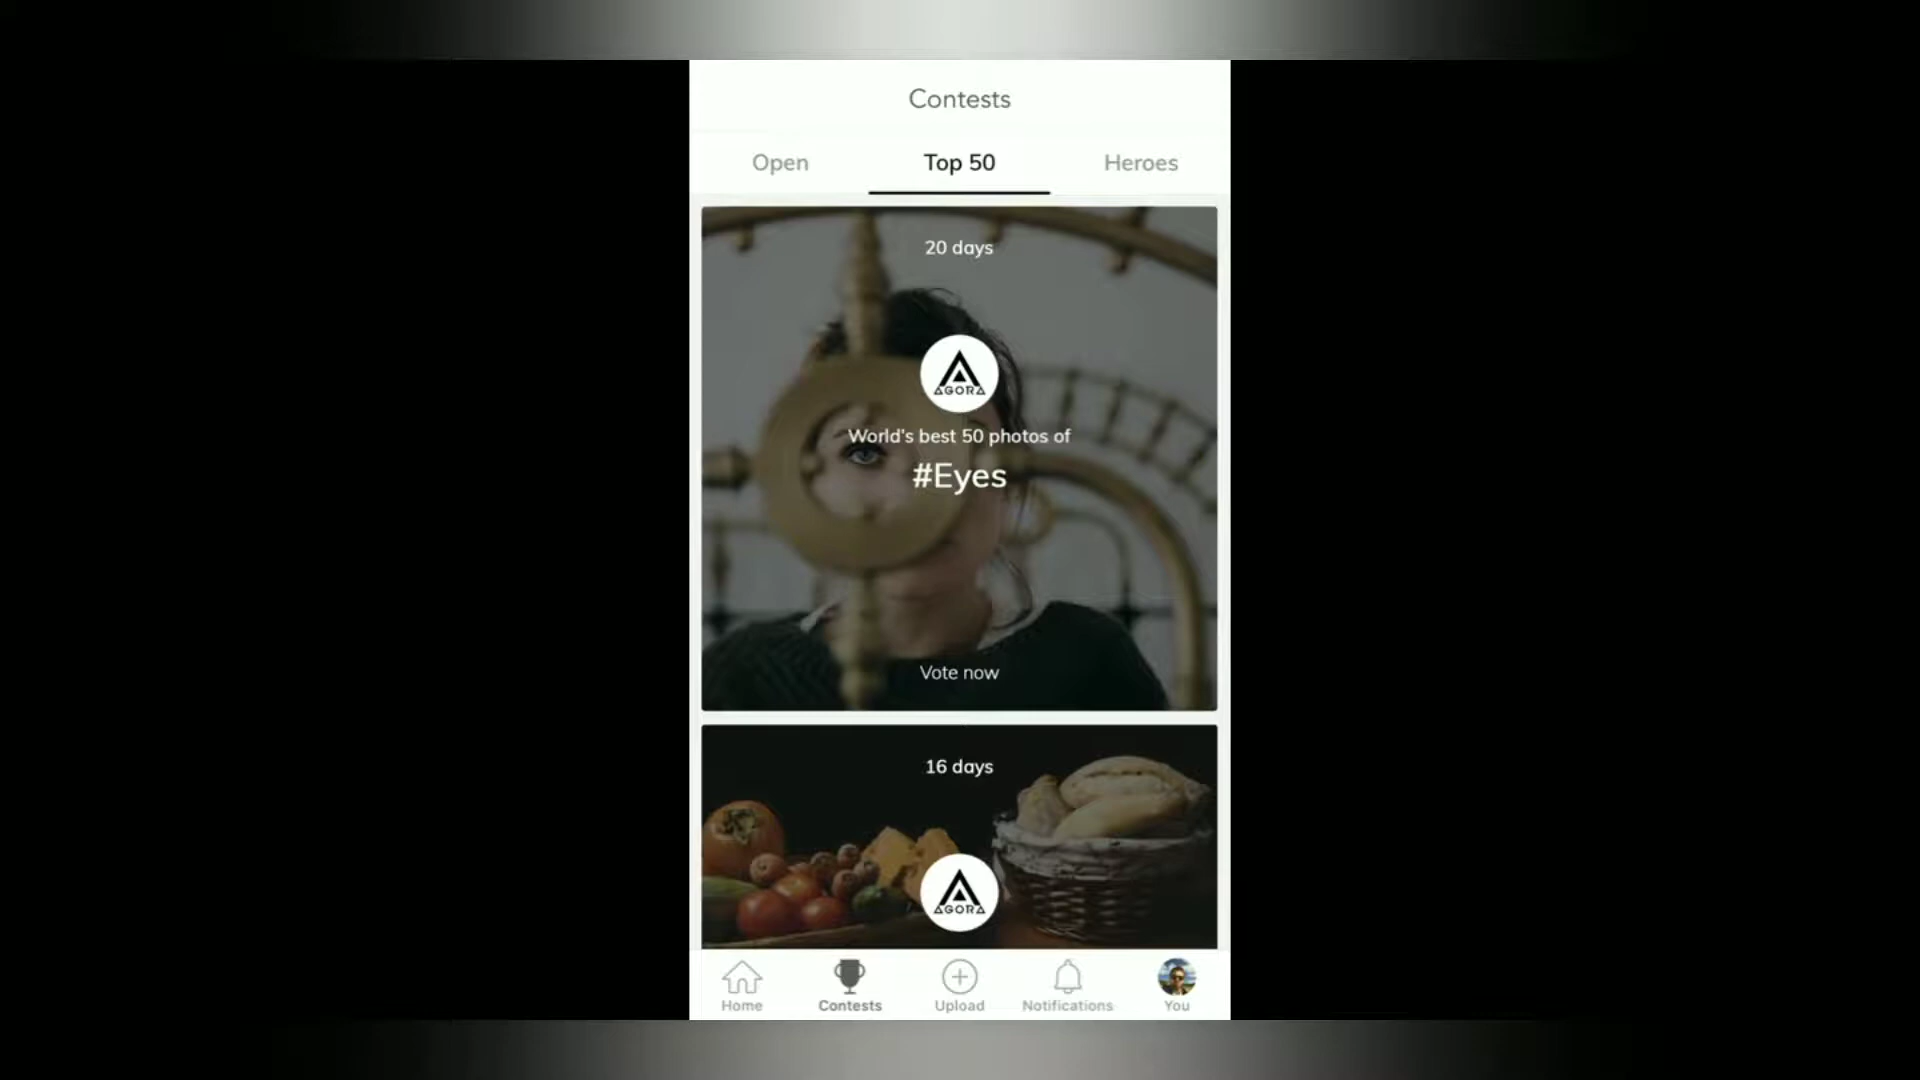 Contests
Open
Top 50
Heroes
20 days
AGORA
World's best 50 photos of
#Eyes
Vote now
16 days
AGORA
Home
Contests
Upload
Notifications
You